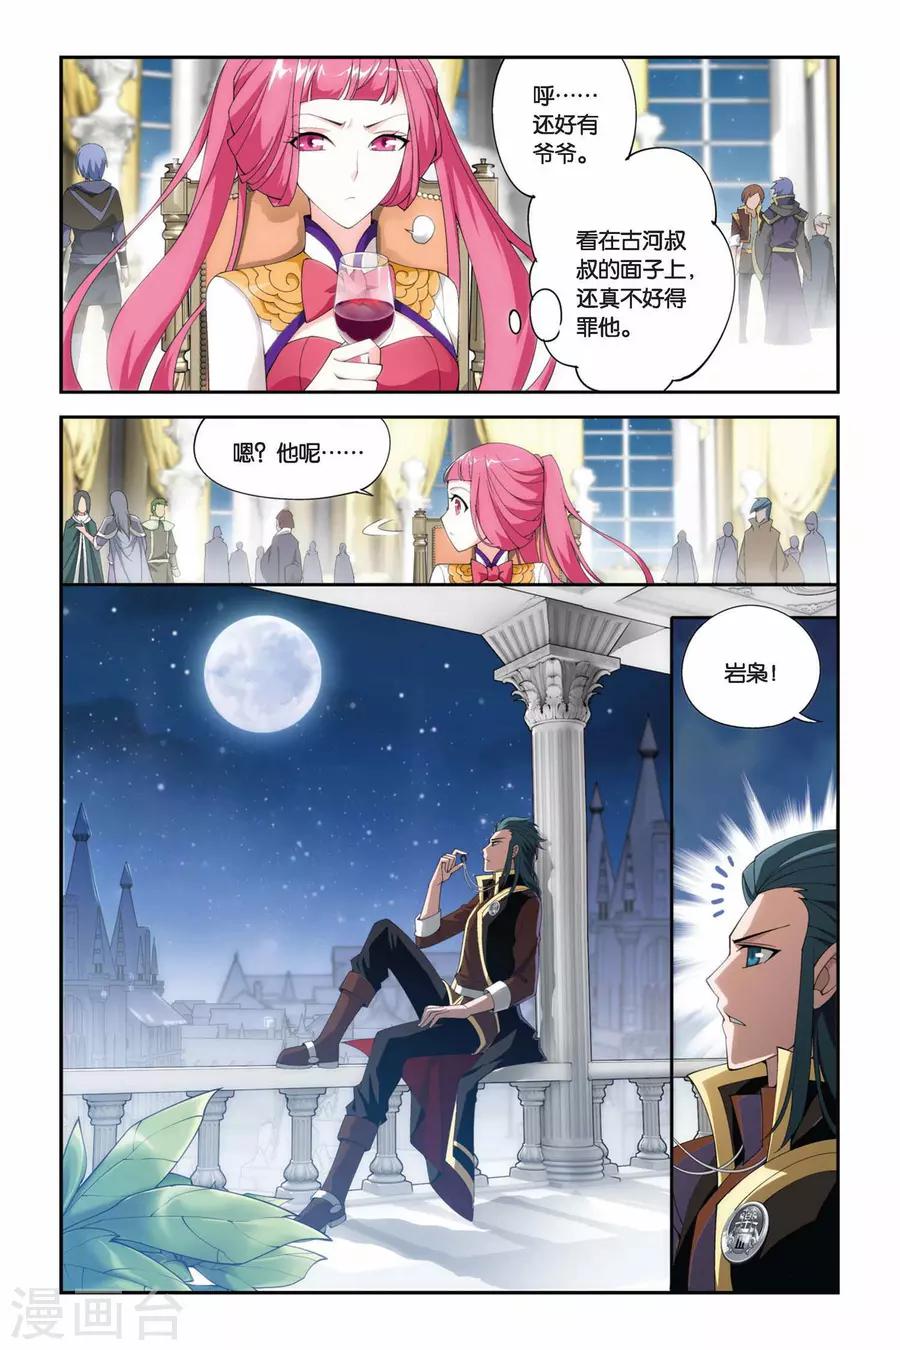 呼……
还好有
爷爷。
看在古河叔
叔的面子上，
还真不好得
罪他。
嗯？他呢……
岩枭！
漫画台